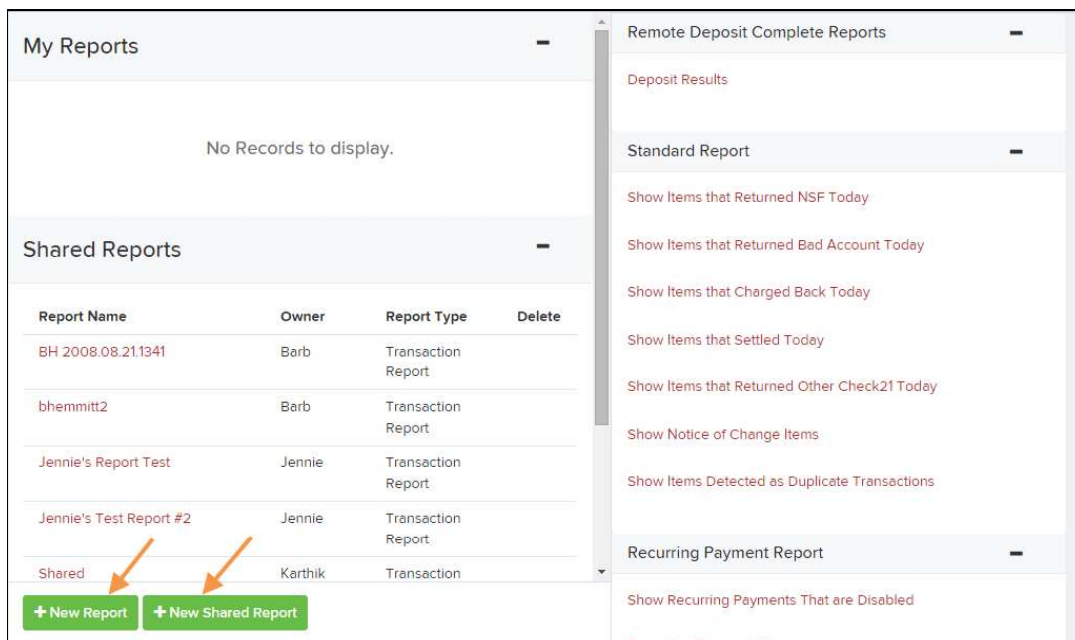 My Reports
No Records to display.
Shared Reports
Report Name Owner Report Type Delete
BH 2008.08.21.1341 Barb Transaction
Report
bhemmitt2 Barb Transaction
Report
Jennie's Report Test Jennie Transaction
Report
Jennie's Test Report #2 Jennie Transaction
Report
Shared Karthik Transaction
+ New Report + New Shared Report
Remote Deposit Complete Reports
Deposit Results
Standard Report
Show Items that Returned NSF Today
Show Items that Returned Bad Account Today
Show Items that Charged Back Today
Show Items that Settled Today
Show Items that Returned Other Check21 Today
Show Notice of Change Items
Show Items Detected as Duplicate Transactions
Recurring Payment Report
Show Recurring Payments That are Disabled